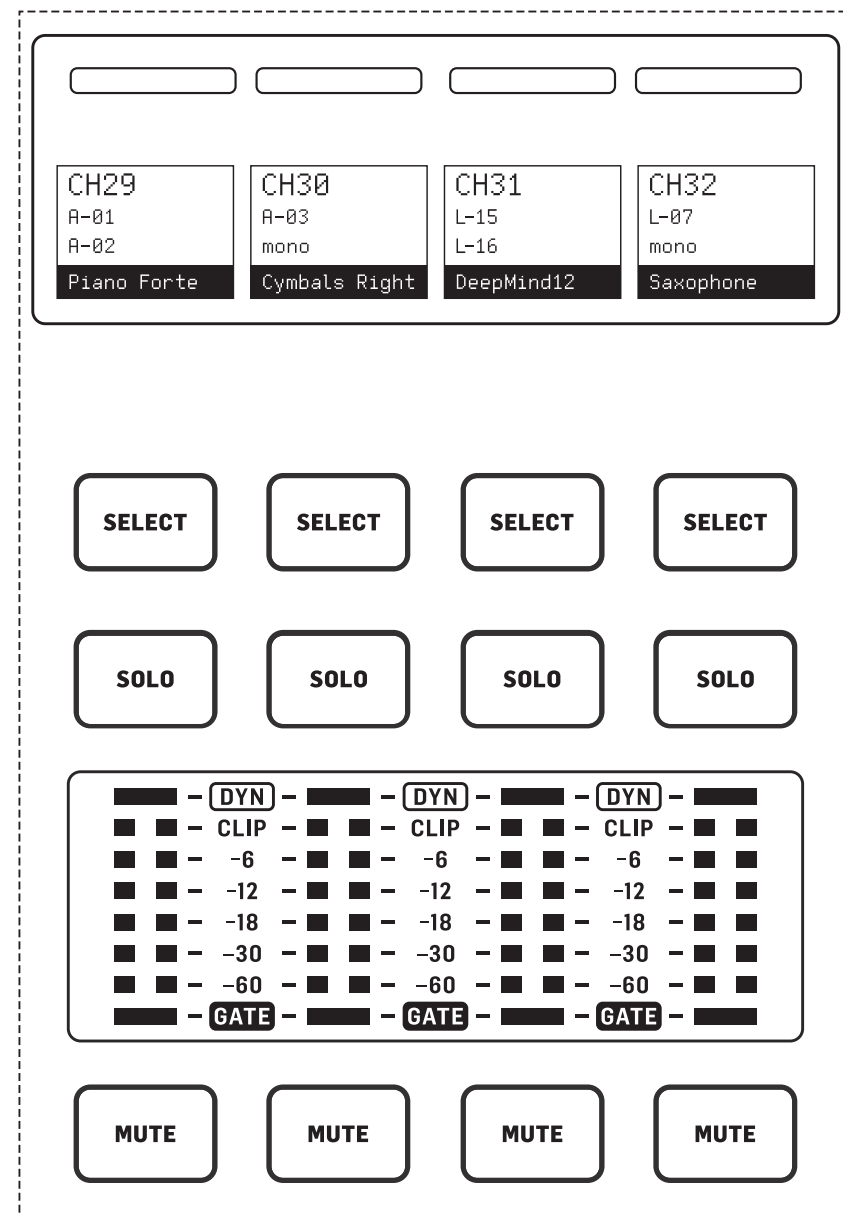 CH29 CH30 CH31 CH32
A-01 A-03 L-15 L-07
A-02 mono L-16 mono
Piano Forte Cymbals Right DeepMind12 Saxophone
SELECT SELECT SELECT SELECT
SOLO SOLO SOLO SOLO
DYN DYN DYN
CLIP CLIP CLIP
-6 -6 -6
-12 -12 -12
-18 -18 -18
-30 -30 -30
-60 -60 -60
GATE GATE GATE
MUTE MUTE MUTE MUTE